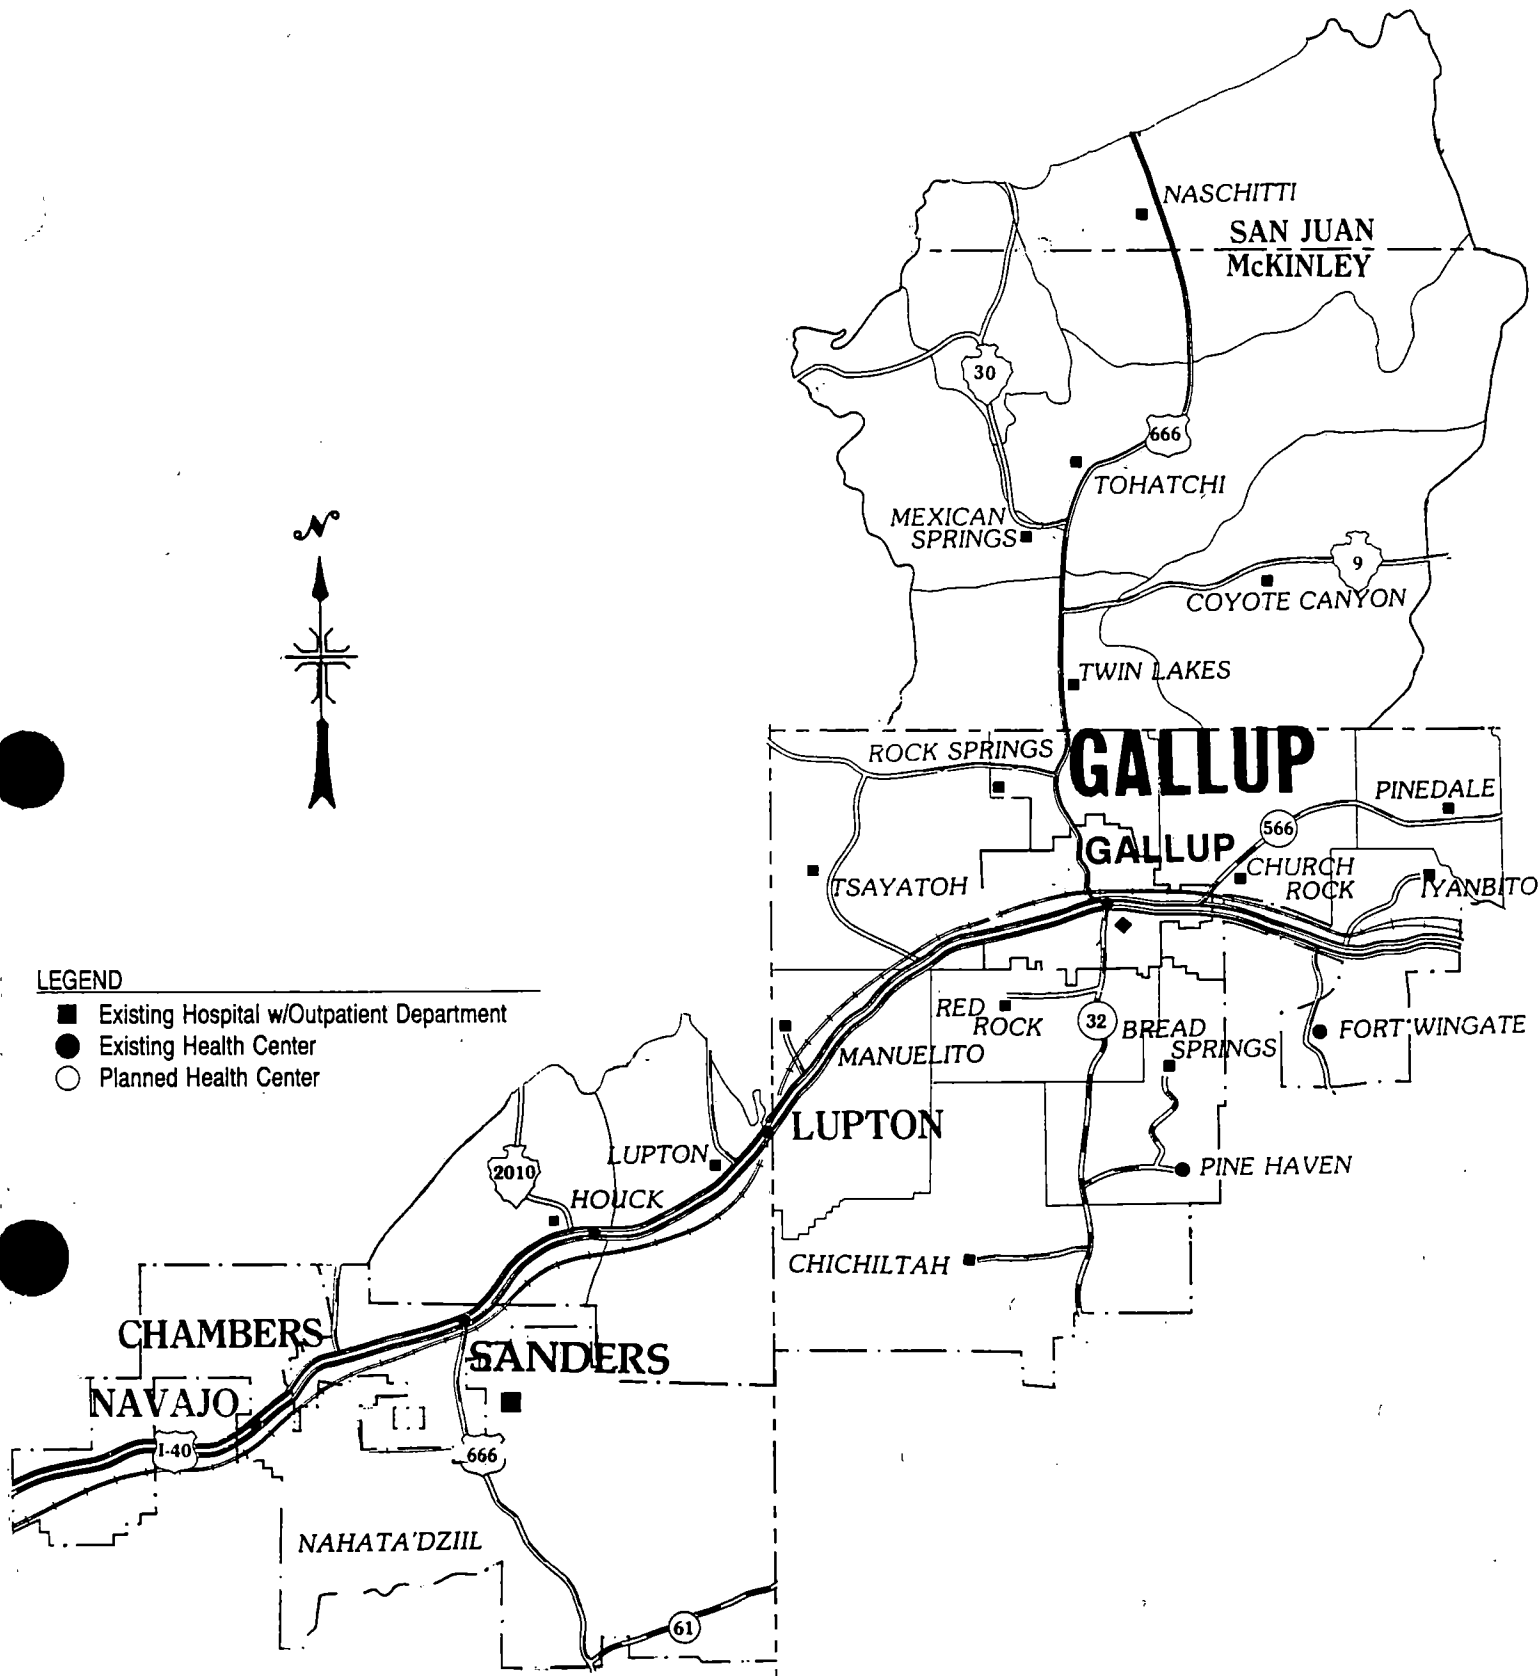 NASCHITTI
SAN JUAN
McKINLEY
30
666
TOHATCHI
MEXICAN
SPRINGS
9
COYOTE CANYON
N
TWIN LAKES
ROCK SPRINGS
GALLUP
PINEDALE
566
GALLUP
CHURCH
ROCK
TSAYATOH
IYANBITO
LEGEND
Existing Hospital w/Outpatient Department
Existing Health Center
Planned Health Center
RED
ROCK
32
BREAD
SPRINGS
FORT WINGATE
MANUELITO
LUPTON
LUPTON
2010
PINE HAVEN
HOUCK
CHICHILTAH
CHAMBERS
SANDERS
NAVAJO
I-40
666
NAHATA'DZIIL
61